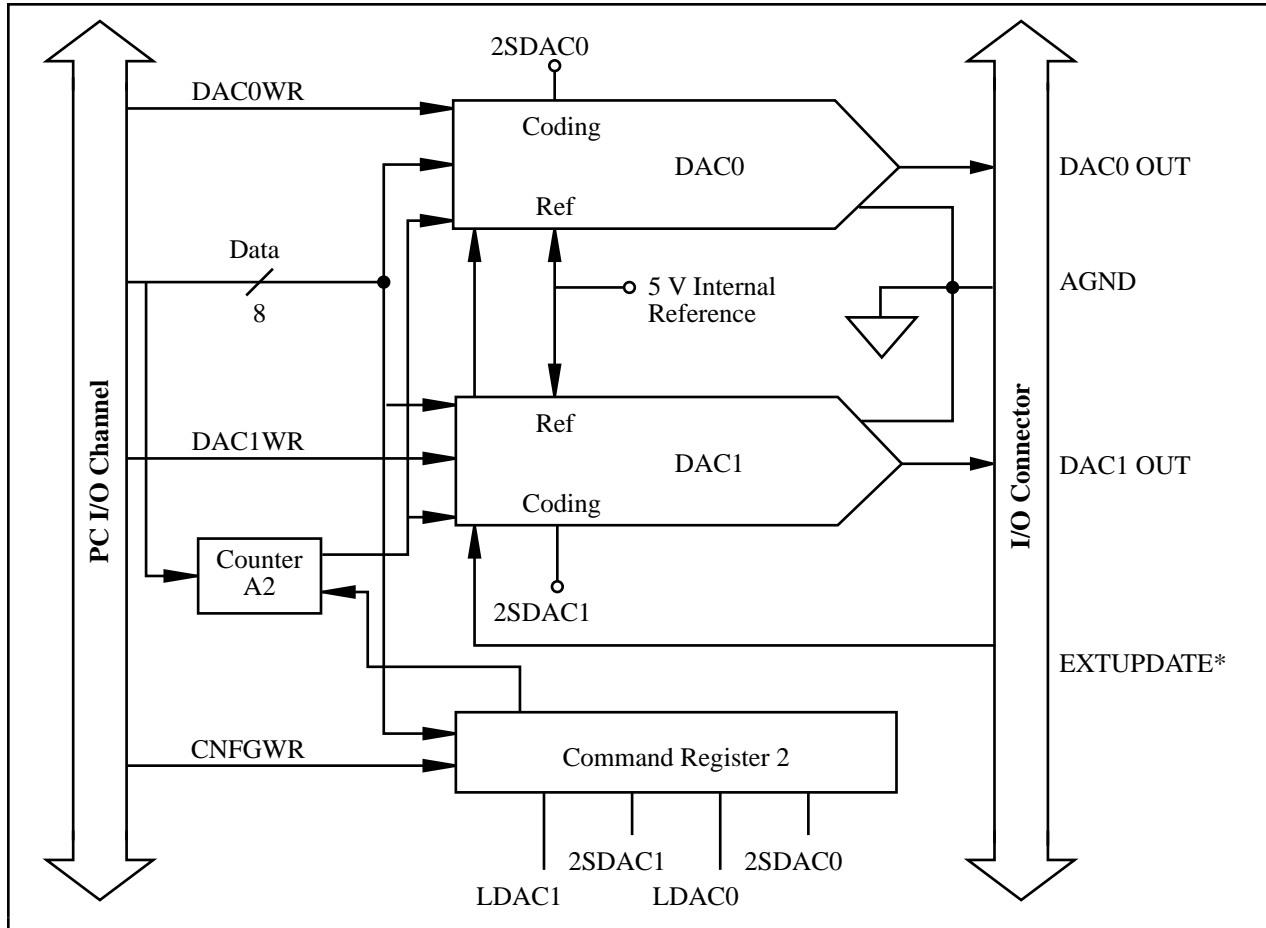 2SDAC0
DAC0WR
Coding
DAC0
DAC0 OUT
Ref
Data
8
5 V Internal
Reference
AGND
PC I/O Channel
I/O Connector
Ref
DAC1WR
DAC1
DAC1 OUT
Coding
Counter
A2
2SDAC1
EXTUPDATE*
CNFGWR
Command Register 2
2SDAC1
2SDAC0
LDAC1
LDAC0